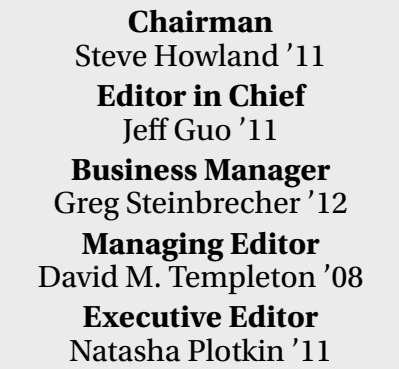 Chairman
Steve Howland ’11
Editor in Chief
Jeff Guo ’11
Business Manager
Greg Steinbrecher ’12
Managing Editor
David M. Templeton ’08
Executive Editor
Natasha Plotkin ’11